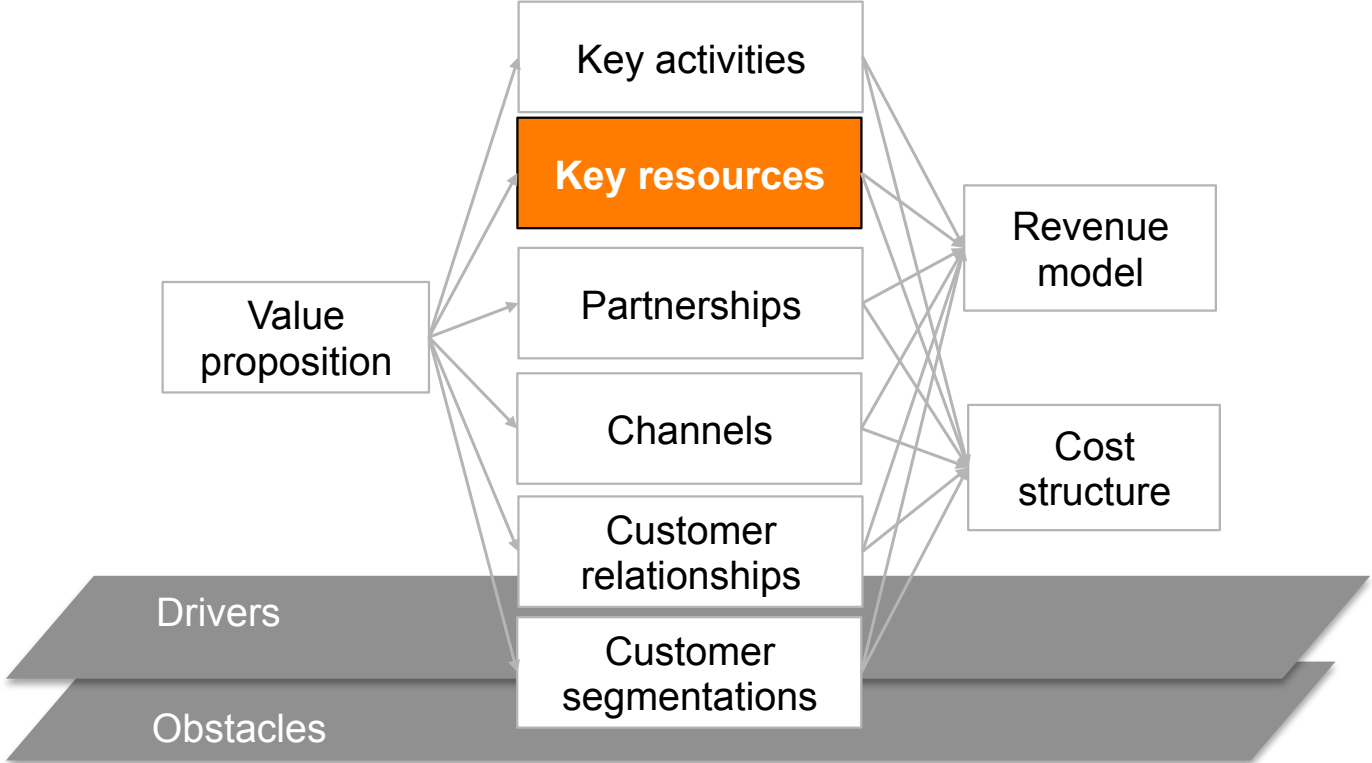 Key activities
Key resources
Partnerships
Channels
Customer
relationships
Customer
segmentations
Value
proposition
Revenue
model
Cost
structure
Drivers
Obstacles